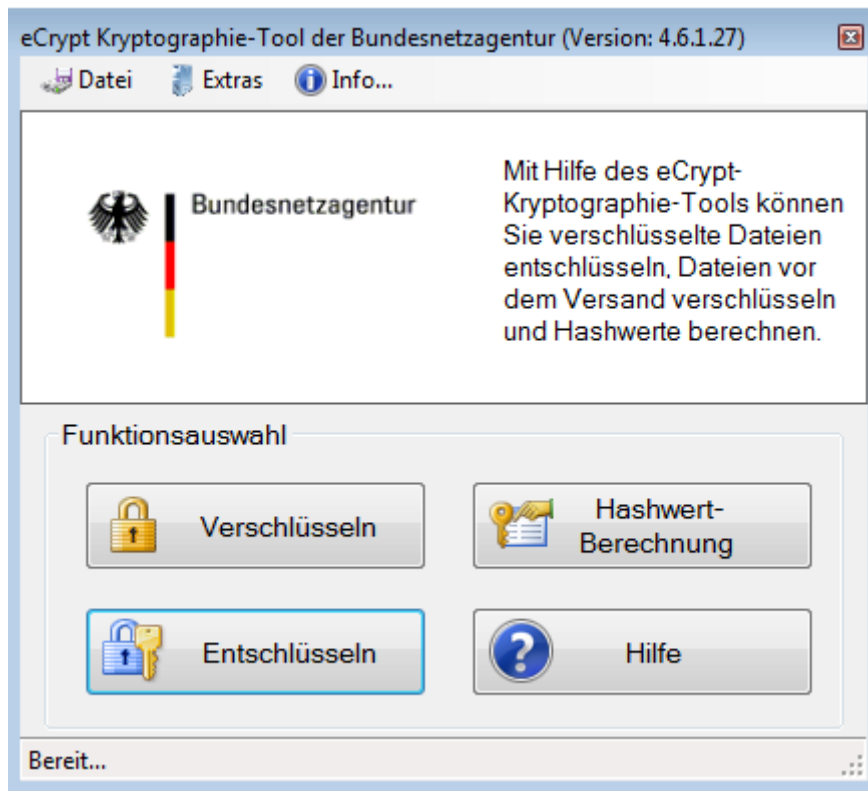 eCrypt Kryptographie-Tool der Bundesnetzagentur (Version: 4.6.1.27)
Datei Extras Info...
Bundesnetzagentur
Mit Hilfe des eCrypt-
Kryptographie-Tools können
Sie verschlüsselte Dateien
entschlüsseln, Dateien vor
dem Versand verschlüsseln
und Hashwerte berechnen.
Funktionsauswahl
Verschlüsseln
Hashwert-
Berechnung
Entschlüsseln
Hilfe
Bereit...